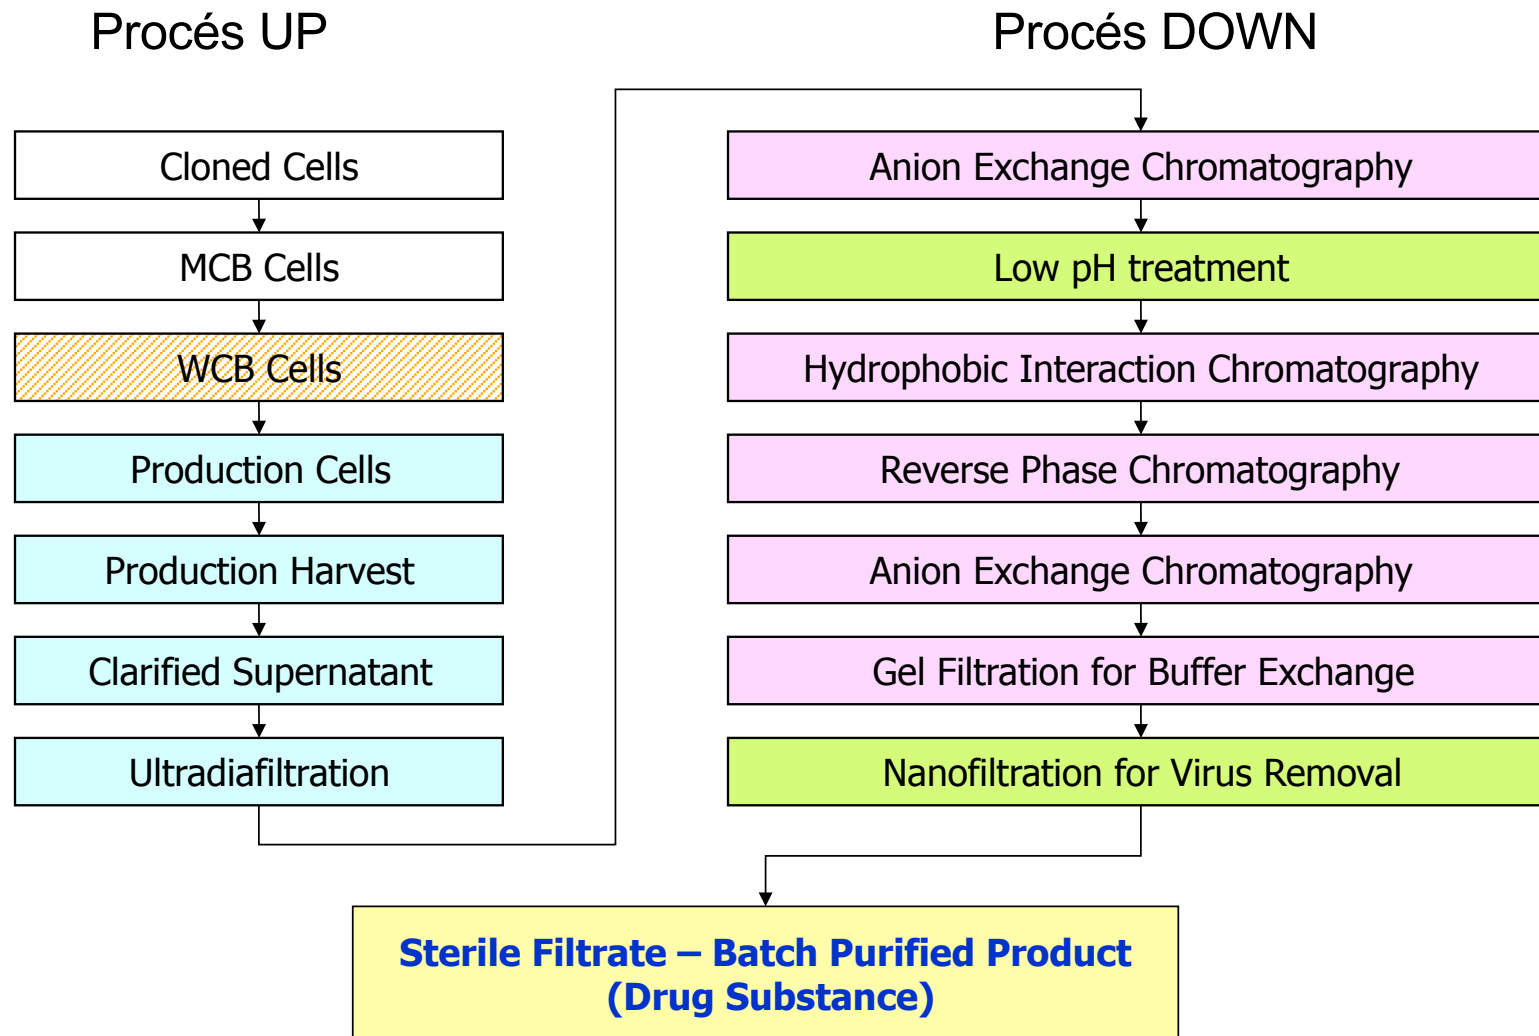 Procés UP
Procés DOWN
Cloned Cells
MCB Cells
WCB Cells
Production Cells
Production Harvest
Clarified Supernatant
Ultradiafiltration
Anion Exchange Chromatography
Low pH treatment
Hydrophobic Interaction Chromatography
Reverse Phase Chromatography
Anion Exchange Chromatography
Gel Filtration for Buffer Exchange
Nanofiltration for Virus Removal
Sterile Filtrate – Batch Purified Product
(Drug Substance)